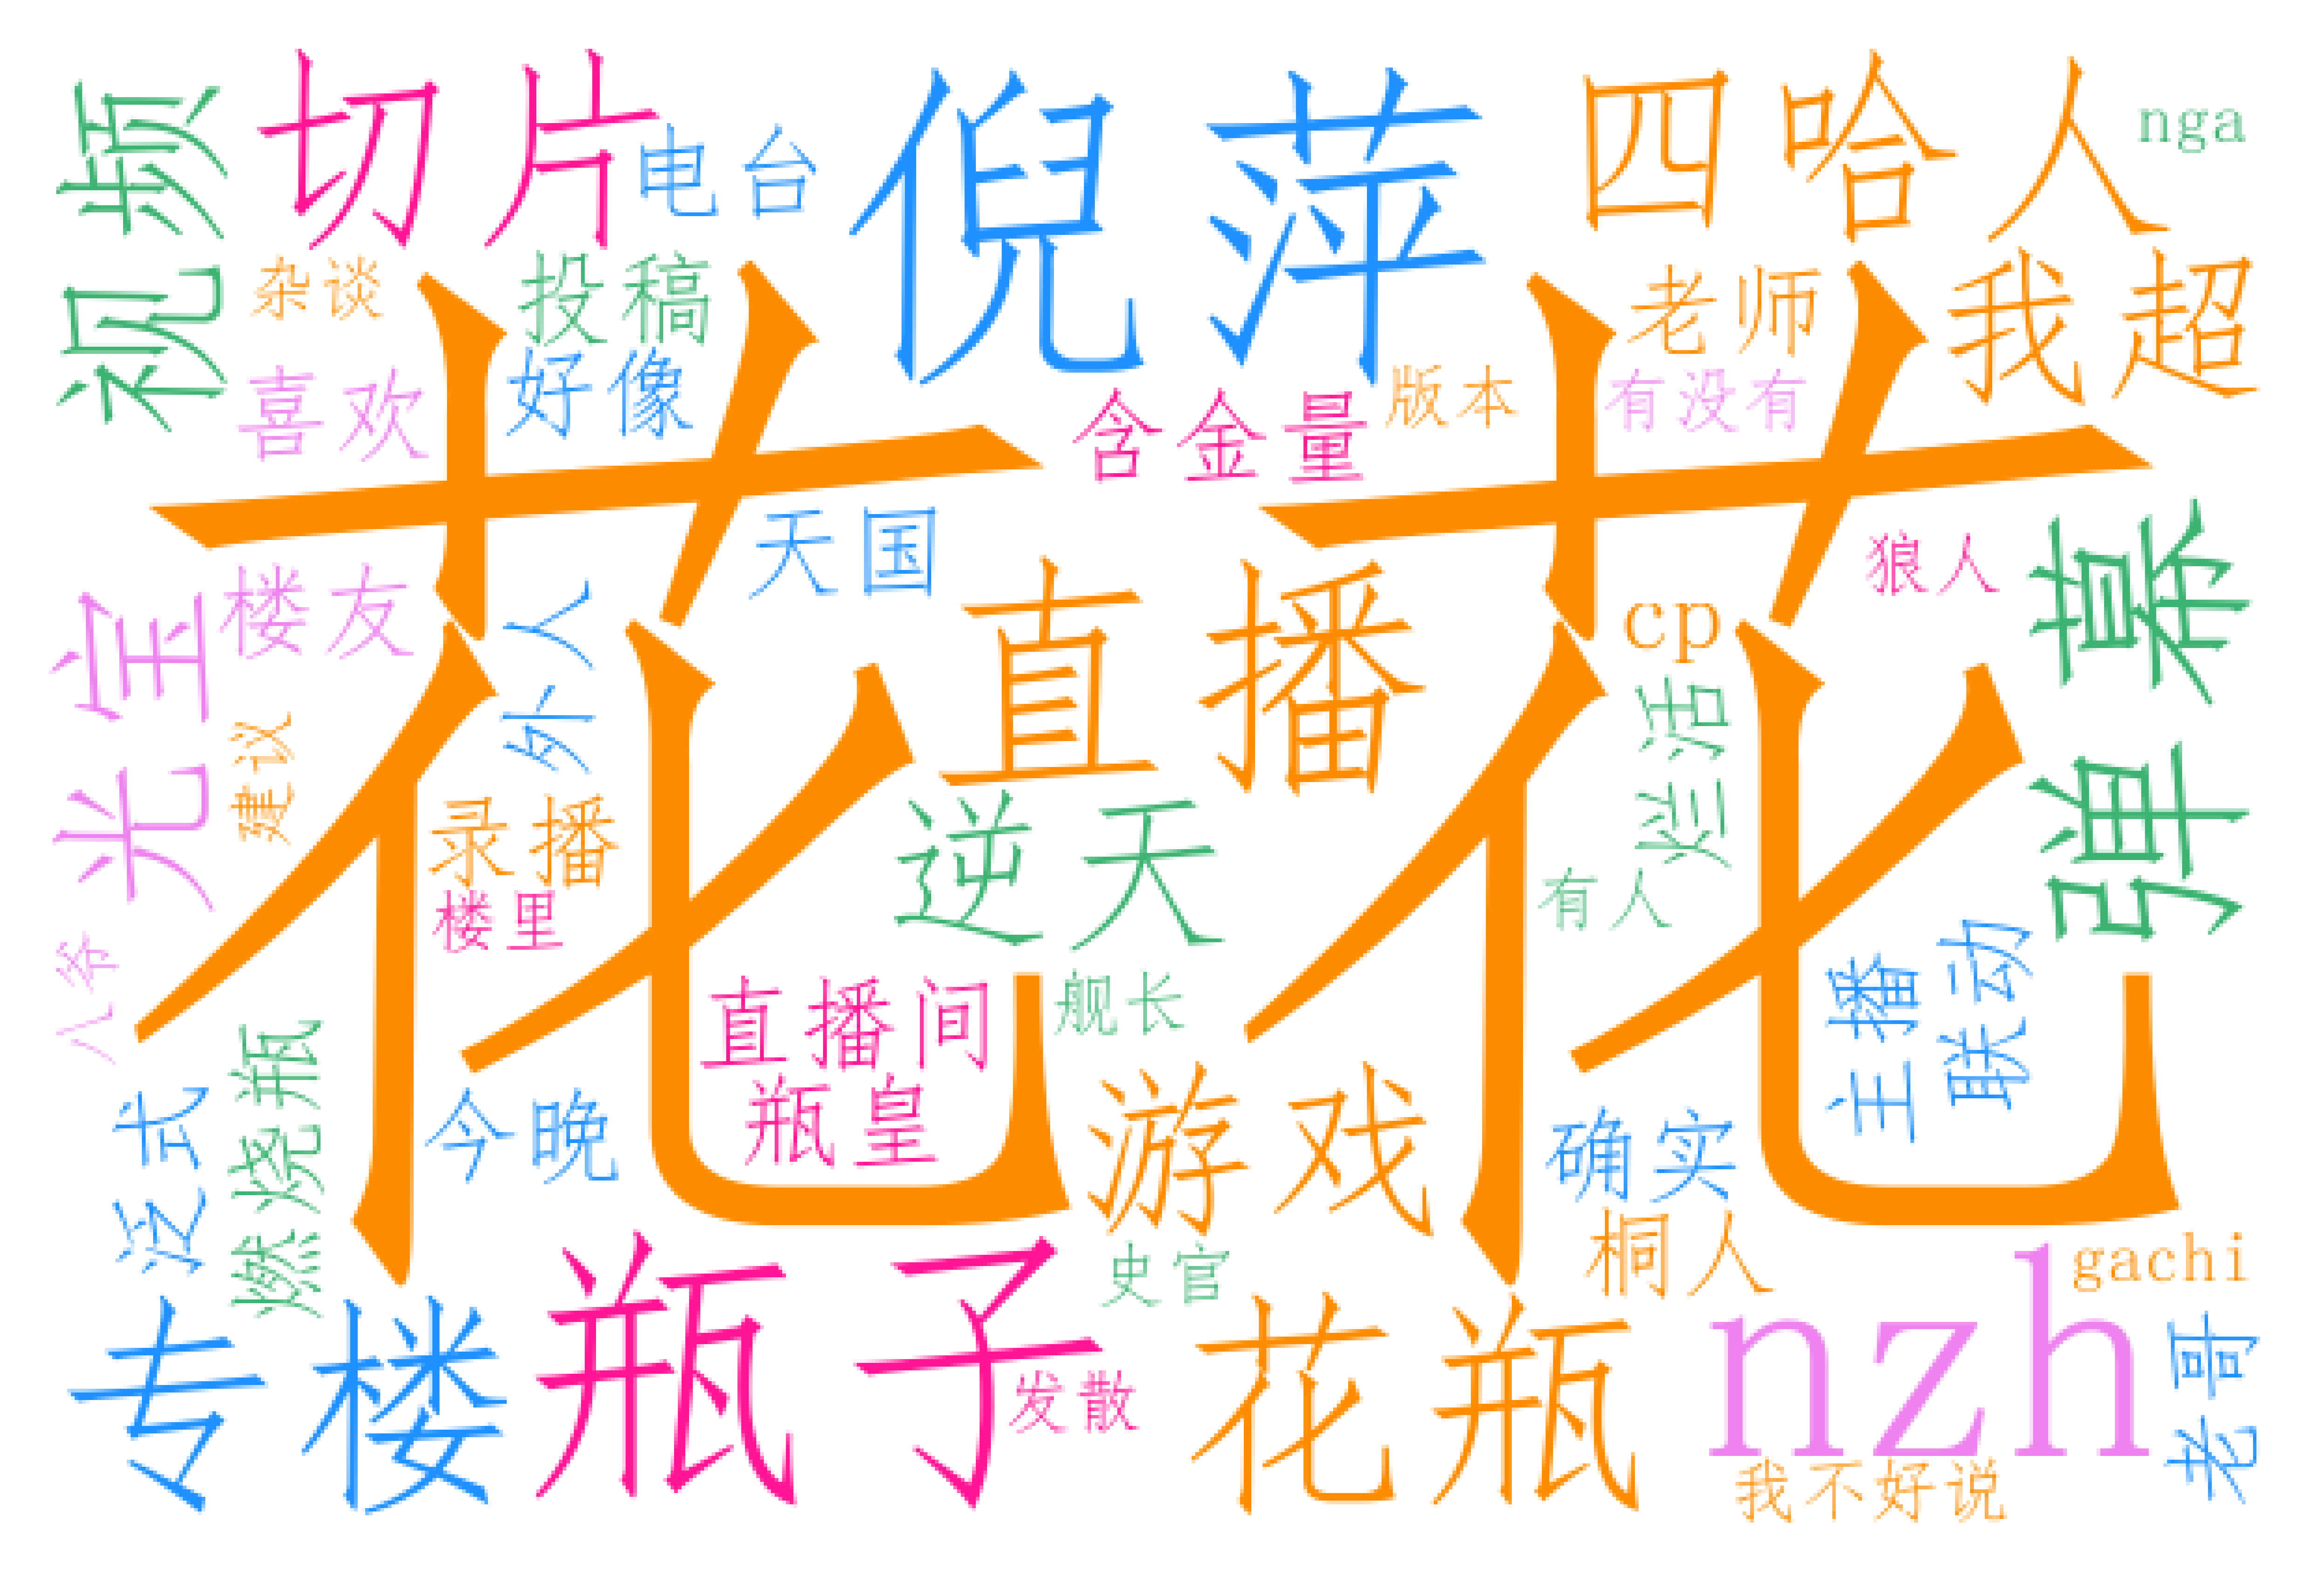 视频
切片
电台
倪萍
四哈人
nga
杂谈
投稿
老师
我超
喜欢
好像
含金量
版本
有没有
花花
天国
狼人
弹幕
光宝
楼友
外人
直播
cp
建议
录播
逆天
烂活
楼里
有人
八爷
直播间
舰长
主播
联动
泛式
燃烧瓶
今晚
瓶皇
游戏
确实
史官
桐人
gachi
专楼
瓶子
发散
花瓶
nzh
老哥
我不好说